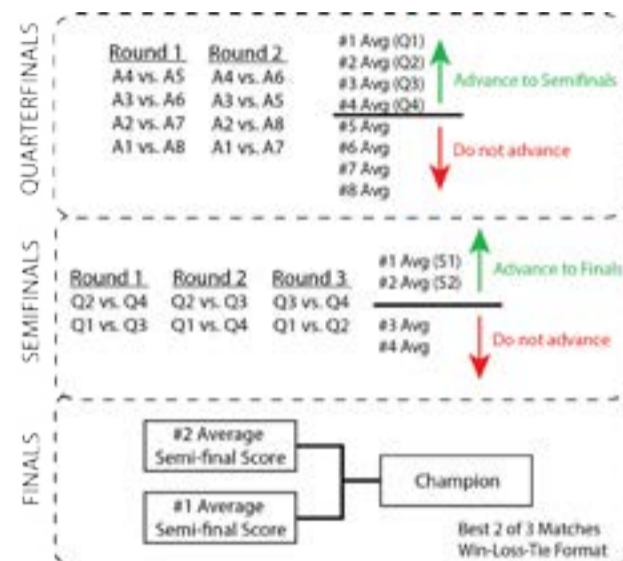 QUARTERFINALS
Round 1
A4 vs. A5
A3 vs. A6
A2 vs. A7
A1 vs. A8
Round 2
A4 vs. A6
A3 vs. A5
A2 vs. A8
A1 vs. A7
#1 Avg (Q1)
#2 Avg (Q2)
#3 Avg (Q3)
#4 Avg (Q4)
#5 Avg
#6 Avg
#7 Avg
#8 Avg
Advance to Semifinals
Do not advance
SEMIFINALS
Round 1
Q2 vs. Q4
Q1 vs. Q3
Round 2
Q2 vs. Q3
Q1 vs. Q4
Round 3
Q3 vs. Q4
Q1 vs. Q2
#1 Avg (S1)
#2 Avg (S2)
#3 Avg
#4 Avg
Advance to Finals
Do not advance
FINALS
#2 Average
Semi-final Score
#1 Average
Semi-final Score
Champion
Best 2 of 3 Matches
Win-Loss-Tie Format